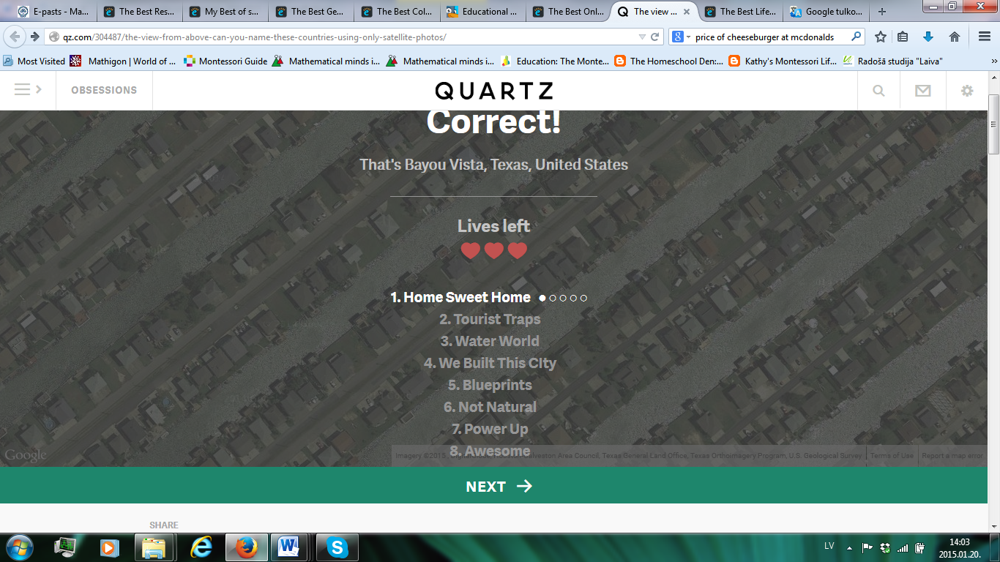 E-pasts - Ma...
The Best Res...
My Best of s...
The Best Ge...
The Best Col...
Educational ...
The Best Onl...
The view ...
The Best Life...
Google tulko...
qz.com/304487/the-view-from-above-can-you-name-these-countries-using-only-satellite-photos/
price of cheeseburger at mcdonalds
Most Visited
Mathigon | World of ...
Montessori Guide
Mathematical minds i...
Mathematical minds i...
Education: The Monte...
The Homeschool Den:...
Kathy's Montessori Lif...
Radošā studija "Laiva"
OBSESSIONS
QUARTZ
Correct!
That's Bayou Vista, Texas, United States
Lives left
1. Home Sweet Home
2. Tourist Traps
3. Water World
4. We Built This CIty
5. Blueprints
6. Not Natural
7. Power Up
8. Awesome
Google
Imagery ©2015, Area Council, Texas General Land Office, Texas Orthoimagery Program, U.S. Geological Survey
Terms of Use
Report a map error
NEXT
SHARE
LV
14:03
2015.01.20.